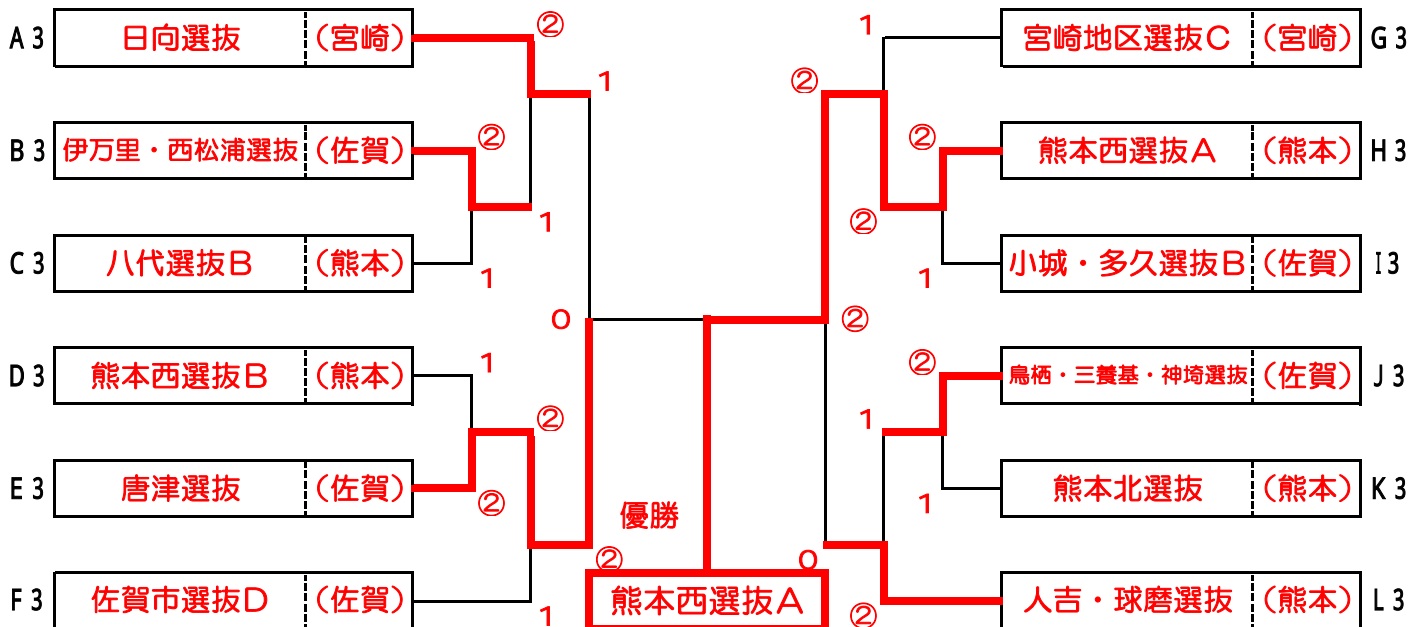 A3 日向選抜 (宮崎) ② 1 宮崎地区選抜C (宮崎) G3
1 ②
B3 伊万里・西松浦選抜 (佐賀) ② ② 熊本西選抜A (熊本) H3
1 ②
C3 八代選抜B (熊本) 1 1 小城・多久選抜B (佐賀) I3
0 ②
D3 熊本西選抜B (熊本) 1 ② 鳥栖・三養基・神埼選抜 (佐賀) J3
② 1
E3 唐津選抜 (佐賀) ② 1 熊本北選抜 (熊本) K3
優勝
② 0
F3 佐賀市選抜D (佐賀) 1 熊本西選抜A ② 人吉・球磨選抜 (熊本) L3